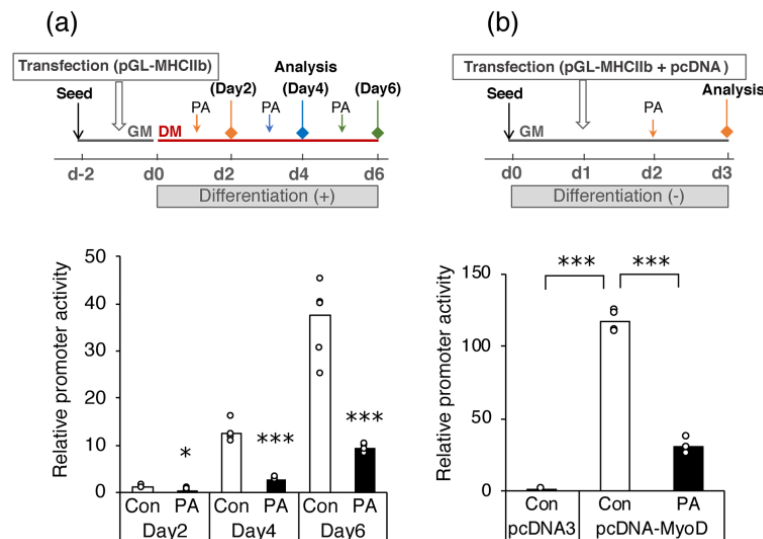 (a)
Transfection (pGL-MHCIIb)
Analysis
Seed
PA
(Day2)
PA
(Day4)
PA
(Day6)
GM
DM
d-2
d0
d2
d4
d6
Differentiation (+)
Relative promoter activity
50
40
30
20
10
0
*
***
***
Con
PA
Con
PA
Con
PA
Day2
Day4
Day6
(b)
Transfection (pGL-MHCIIb + pcDNA)
Seed
PA
Analysis
GM
d0
d1
d2
d3
Differentiation (-)
Relative promoter activity
150
100
50
0
***
***
Con
Con
PA
pcDNA3
pcDNA-MyoD